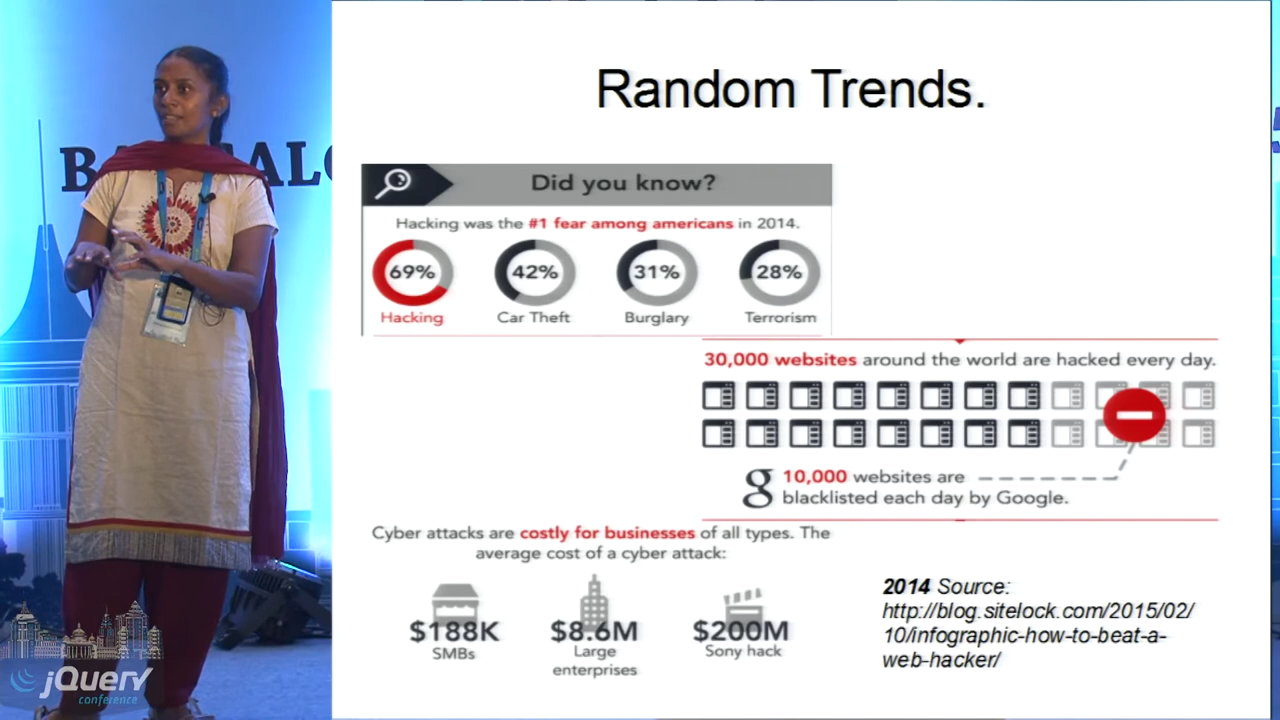 Random Trends.
Did you know?
Hacking was the #1 fear among americans in 2014.
69%
42%
31%
28%
Hacking
Car Theft
Burglary
Terrorism
30,000 websites around the world are hacked every day.
g 10,000 websites are
blacklisted each day by Google.
Cyber attacks are costly for businesses of all types. The
average cost of a cyber attack:
$188K
SMBs
$8.6M
Large
enterprises
$200M
Sony hack
2014 Source:
http://blog.sitelock.com/2015/02/
10/infographic-how-to-beat-a-
web-hacker/
jQuery
conference